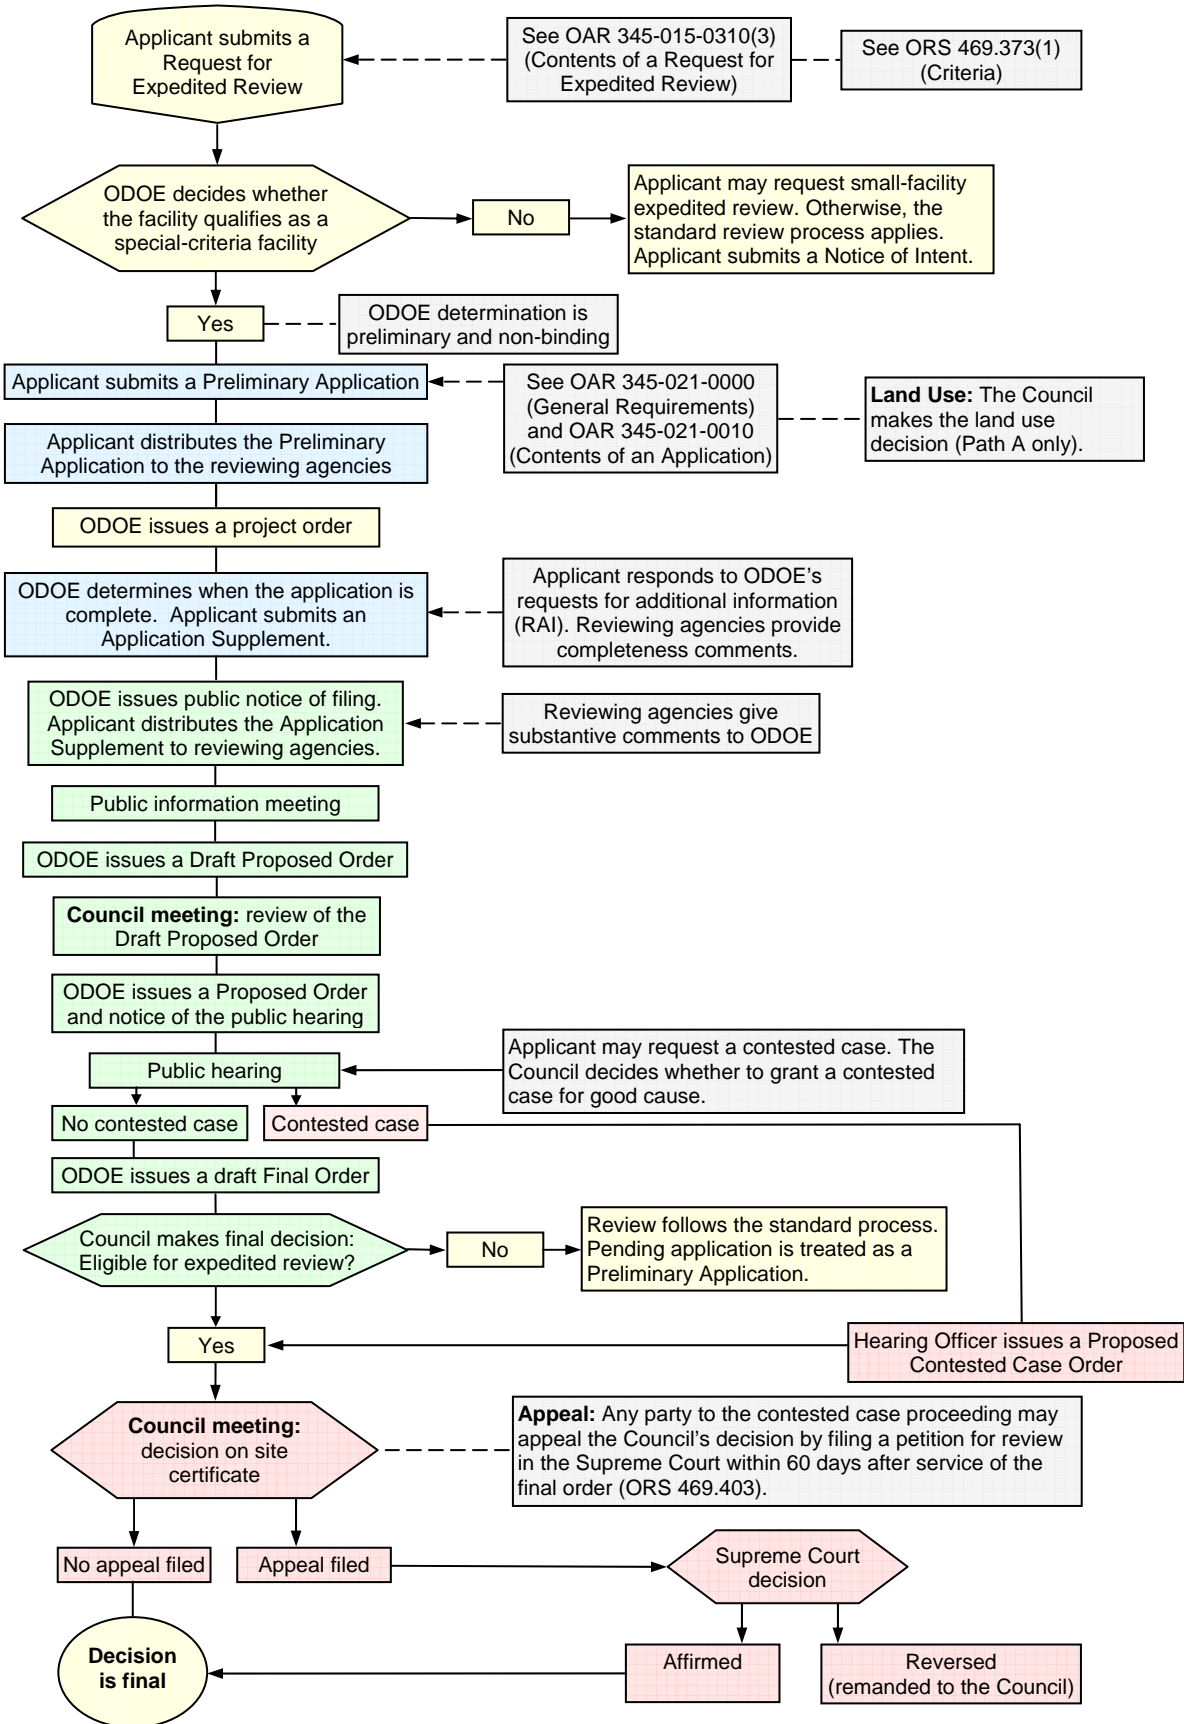 Applicant submits a
Request for
Expedited Review
See OAR 345-015-0310(3)
(Contents of a Request for
Expedited Review)
See ORS 469.373(1)
(Criteria)
ODOE decides whether
the facility qualifies as a
special-criteria facility
No
Applicant may request small-facility
expedited review. Otherwise, the
standard review process applies.
Applicant submits a Notice of Intent.
Yes
ODOE determination is
preliminary and non-binding
Applicant submits a Preliminary Application
See OAR 345-021-0000
(General Requirements)
and OAR 345-021-0010
(Contents of an Application)
Land Use: The Council
makes the land use
decision (Path A only).
Applicant distributes the Preliminary
Application to the reviewing agencies
ODOE issues a project order
ODOE determines when the application is
complete.  Applicant submits an
Application Supplement.
Applicant responds to ODOE’s
requests for additional information
(RAI). Reviewing agencies provide
completeness comments.
ODOE issues public notice of filing.
Applicant distributes the Application
Supplement to reviewing agencies.
Reviewing agencies give
substantive comments to ODOE
Public information meeting
ODOE issues a Draft Proposed Order
Council meeting: review of the
Draft Proposed Order
ODOE issues a Proposed Order
and notice of the public hearing
Public hearing
Applicant may request a contested case. The
Council decides whether to grant a contested
case for good cause.
No contested case
Contested case
ODOE issues a draft Final Order
Council makes final decision:
Eligible for expedited review?
No
Review follows the standard process.
Pending application is treated as a
Preliminary Application.
Yes
Hearing Officer issues a Proposed
Contested Case Order
Council meeting:
decision on site
certificate
Appeal: Any party to the contested case proceeding may
appeal the Council’s decision by filing a petition for review
in the Supreme Court within 60 days after service of the
final order (ORS 469.403).
No appeal filed
Appeal filed
Supreme Court
decision
Decision
is final
Affirmed
Reversed
(remanded to the Council)